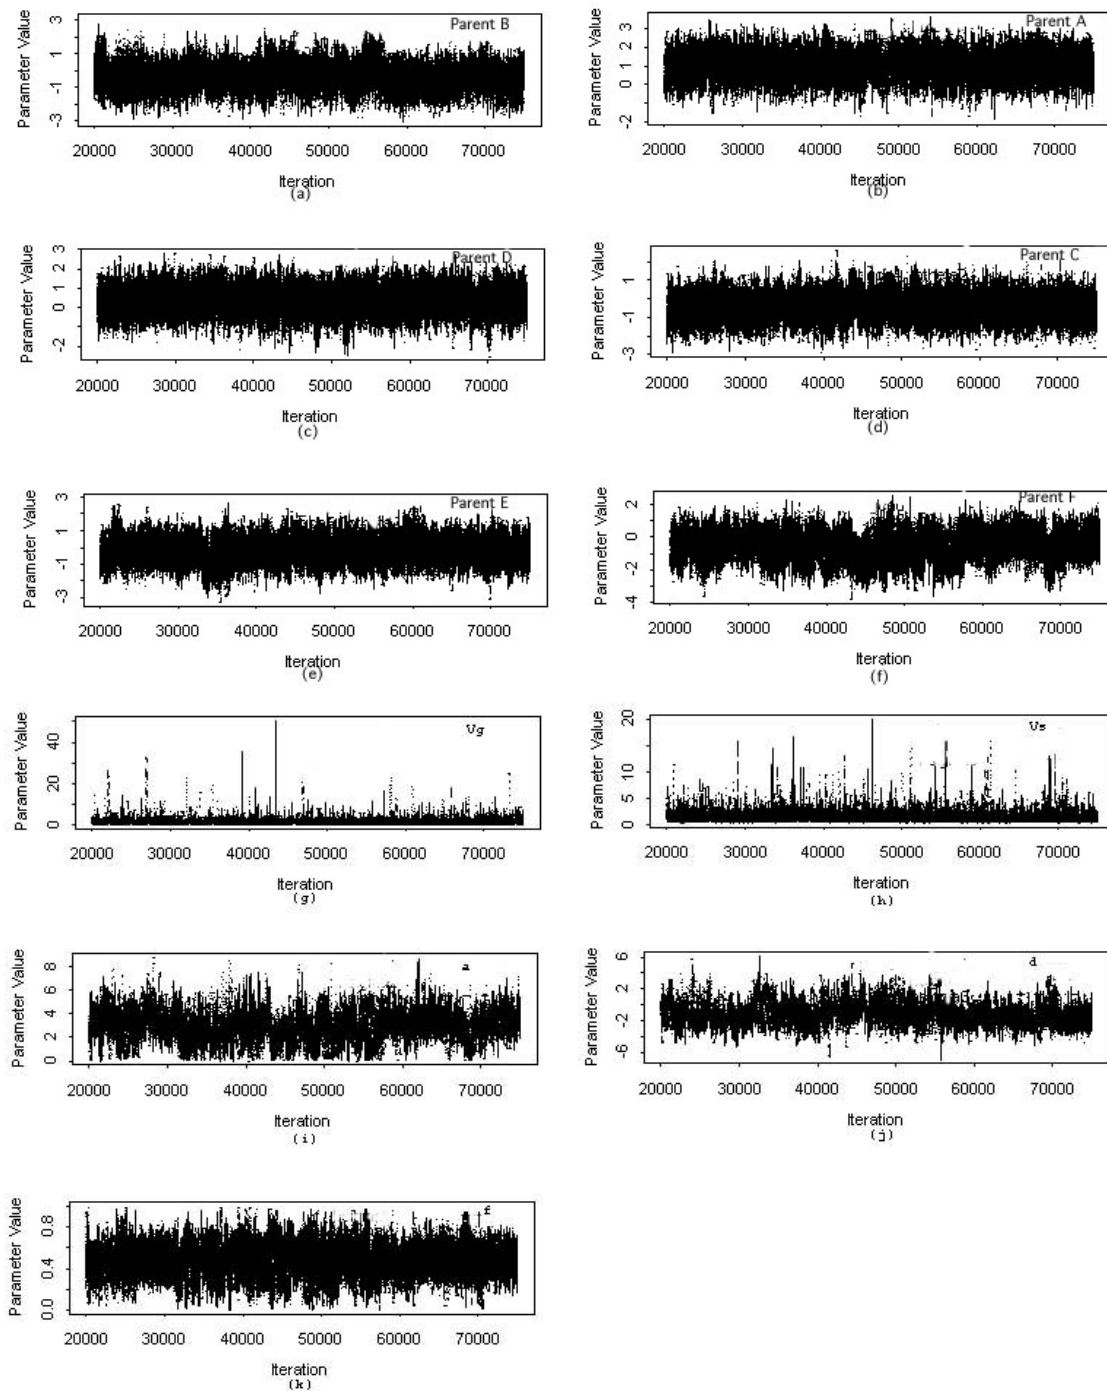 Parent B
Parameter Value
3
1
-1
-3
20000 30000 40000 50000 60000 70000
Iteration
(a)
Parent A
Parameter Value
3
2
1
0
-2
20000 30000 40000 50000 60000 70000
Iteration
(b)
Parent D
Parameter Value
3
2
1
0
-2
20000 30000 40000 50000 60000 70000
Iteration
(c)
Parent C
Parameter Value
1
-1
-3
20000 30000 40000 50000 60000 70000
Iteration
(d)
Parent E
Parameter Value
3
1
-1
-3
20000 30000 40000 50000 60000 70000
Iteration
(e)
Parent F
Parameter Value
2
0
-2
-4
20000 30000 40000 50000 60000 70000
Iteration
(f)
Vg
Parameter Value
40
20
0
20000 30000 40000 50000 60000 70000
Iteration
(g)
Vs
Parameter Value
20
10
5
0
20000 30000 40000 50000 60000 70000
Iteration
(h)
a
Parameter Value
8
6
4
2
0
20000 30000 40000 50000 60000 70000
Iteration
(i)
d
Parameter Value
6
2
-2
-6
20000 30000 40000 50000 60000 70000
Iteration
(j)
f
Parameter Value
0.8
0.4
0.0
20000 30000 40000 50000 60000 70000
Iteration
(k)